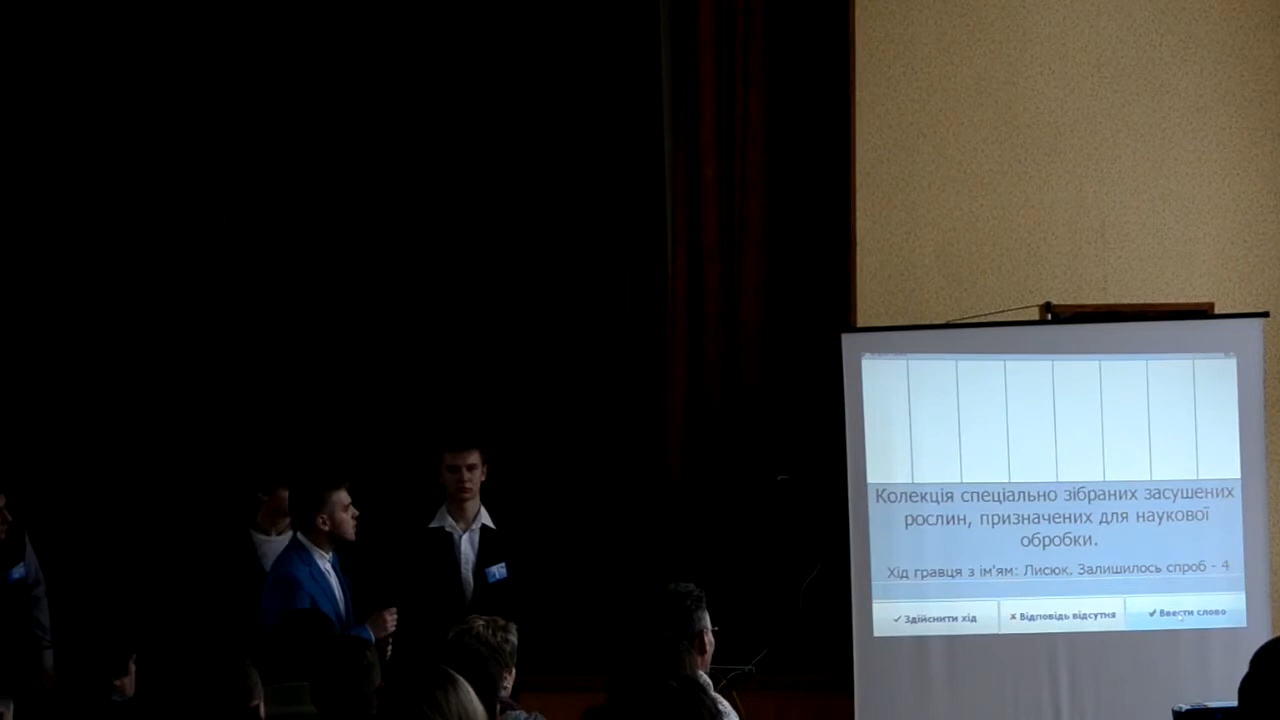 Колекція спеціально зібраних засушених
рослин, призначених для наукової
обробки.
Хід гравця з ім'ям: Лисюк. Залишилось спроб - 4
✓ Здійснити хід
✗ Відповідь відсутня
✓ Ввести слово